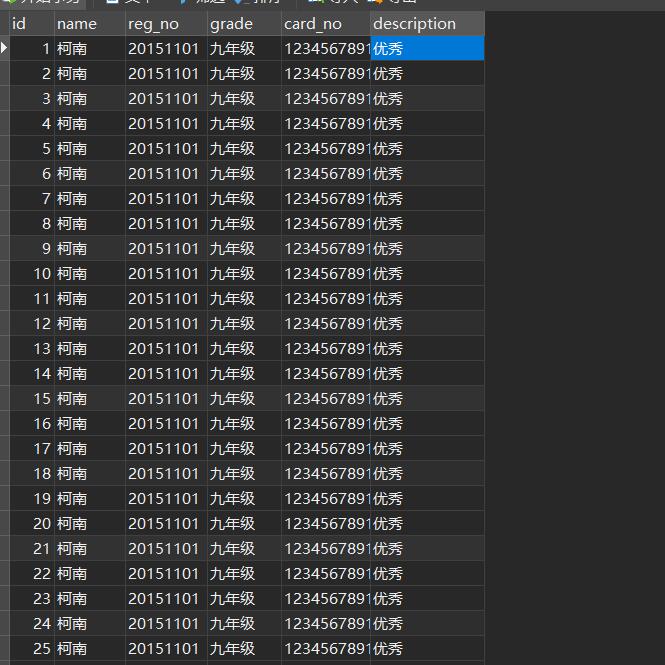 id name reg_no grade card_no description
1 柯南 20151101 九年级 1234567891 优秀
2 柯南 20151101 九年级 1234567891 优秀
3 柯南 20151101 九年级 1234567891 优秀
4 柯南 20151101 九年级 1234567891 优秀
5 柯南 20151101 九年级 1234567891 优秀
6 柯南 20151101 九年级 1234567891 优秀
7 柯南 20151101 九年级 1234567891 优秀
8 柯南 20151101 九年级 1234567891 优秀
9 柯南 20151101 九年级 1234567891 优秀
10 柯南 20151101 九年级 1234567891 优秀
11 柯南 20151101 九年级 1234567891 优秀
12 柯南 20151101 九年级 1234567891 优秀
13 柯南 20151101 九年级 1234567891 优秀
14 柯南 20151101 九年级 1234567891 优秀
15 柯南 20151101 九年级 1234567891 优秀
16 柯南 20151101 九年级 1234567891 优秀
17 柯南 20151101 九年级 1234567891 优秀
18 柯南 20151101 九年级 1234567891 优秀
19 柯南 20151101 九年级 1234567891 优秀
20 柯南 20151101 九年级 1234567891 优秀
21 柯南 20151101 九年级 1234567891 优秀
22 柯南 20151101 九年级 1234567891 优秀
23 柯南 20151101 九年级 1234567891 优秀
24 柯南 20151101 九年级 1234567891 优秀
25 柯南 20151101 九年级 1234567891 优秀